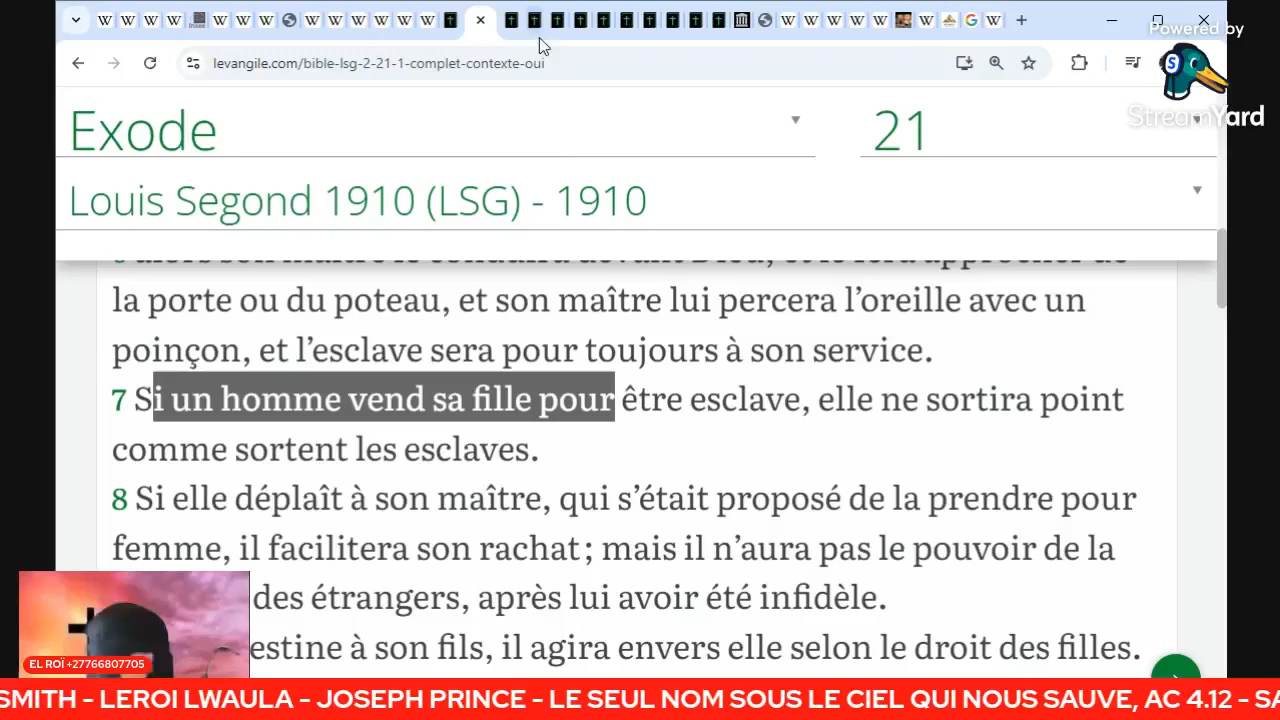 Powered by
StreamYard
levangile.com/bible-lsg-2-21-1-complet-contexte-oui
Exode
21
Louis Segond 1910 (LSG) - 1910
la porte ou du poteau, et son maître lui percera l’oreille avec un
poinçon, et l’esclave sera pour toujours à son service.
7 Si un homme vend sa fille pour être esclave, elle ne sortira point
comme sortent les esclaves.
8 Si elle déplaît à son maître, qui s’était proposé de la prendre pour
femme, il facilitera son rachat ; mais il n’aura pas le pouvoir de la
des étrangers, après lui avoir été infidèle.
estine à son fils, il agira envers elle selon le droit des filles.
EL ROÏ +27766807705
SMITH - LEROI LWAULA - JOSEPH PRINCE - LE SEUL NOM SOUS LE CIEL QUI NOUS SAUVE, AC 4.12 - SA